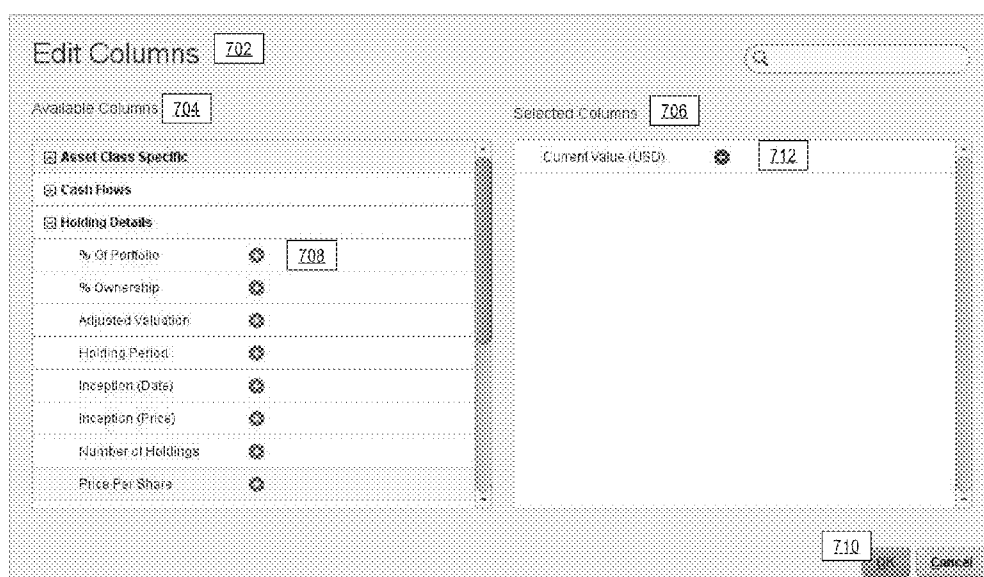 Edit Columns 702
Available Columns 704
Selected Columns 706
Asset Class Specific
Cash Flows
Holding Details
% Of Portfolio 708
% Ownership
Adjusted Valuation
Holding Period
Inception (Date)
Inception (Price)
Number of Holdings
Price Per Share
Current Value (USD) 712
710
OK Cancel